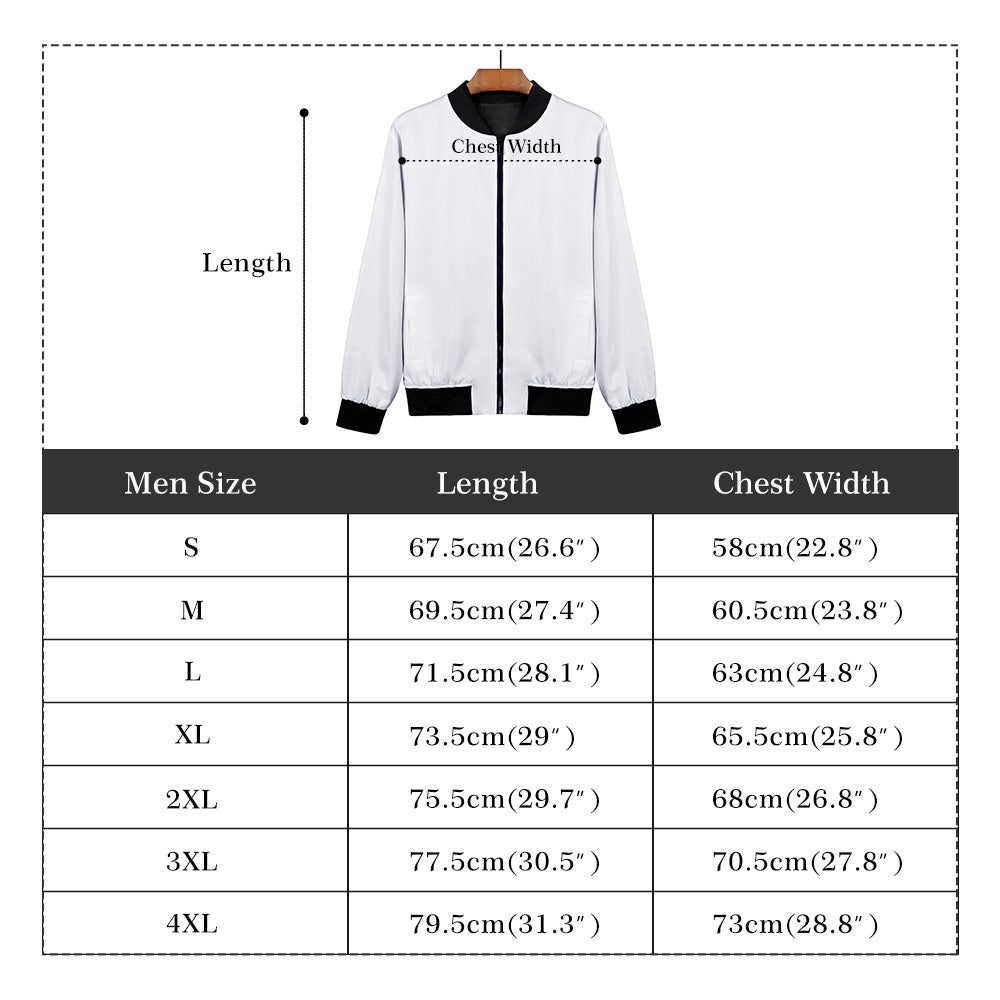 Chest Width
Length
Men Size Length Chest Width
S 67.5cm(26.6″) 58cm(22.8″)
M 69.5cm(27.4″) 60.5cm(23.8″)
L 71.5cm(28.1″) 63cm(24.8″)
XL 73.5cm(29″) 65.5cm(25.8″)
2XL 75.5cm(29.7″) 68cm(26.8″)
3XL 77.5cm(30.5″) 70.5cm(27.8″)
4XL 79.5cm(31.3″) 73cm(28.8″)